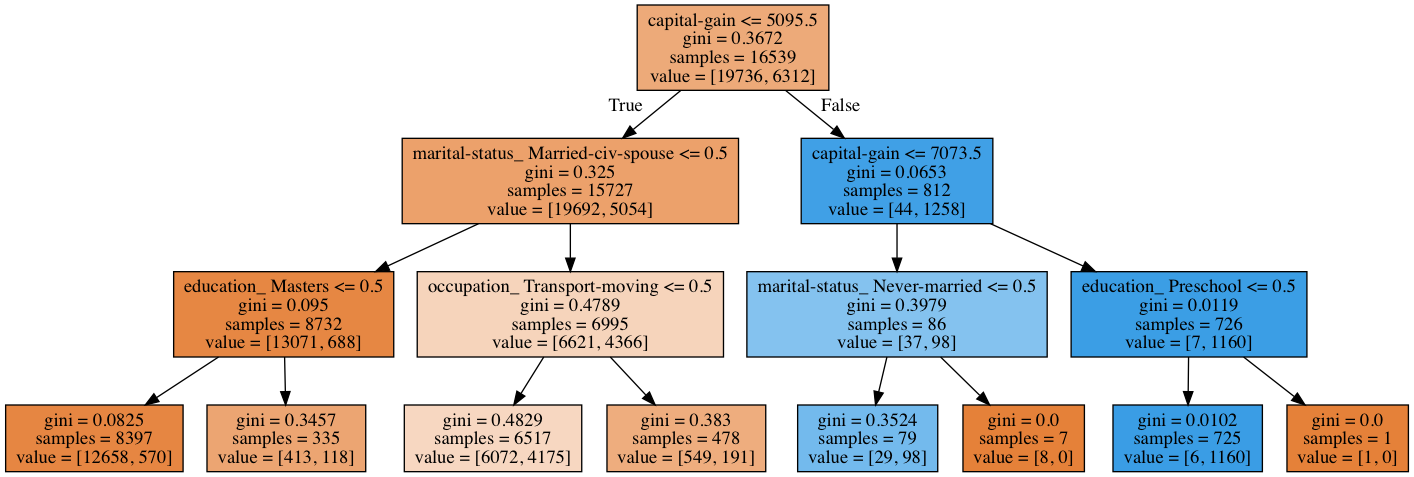 capital-gain <= 5095.5
gini = 0.3672
samples = 16539
value = [19736, 6312]
True
False
marital-status_ Married-civ-spouse <= 0.5
gini = 0.325
samples = 15727
value = [19692, 5054]
capital-gain <= 7073.5
gini = 0.0653
samples = 812
value = [44, 1258]
education_ Masters <= 0.5
gini = 0.095
samples = 8732
value = [13071, 688]
occupation_ Transport-moving <= 0.5
gini = 0.4789
samples = 6995
value = [6621, 4366]
marital-status_ Never-married <= 0.5
gini = 0.3979
samples = 86
value = [37, 98]
education_ Preschool <= 0.5
gini = 0.0119
samples = 726
value = [7, 1160]
gini = 0.0825
samples = 8397
value = [12658, 570]
gini = 0.3457
samples = 335
value = [413, 118]
gini = 0.4829
samples = 6517
value = [6072, 4175]
gini = 0.383
samples = 478
value = [549, 191]
gini = 0.3524
samples = 79
value = [29, 98]
gini = 0.0
samples = 7
value = [8, 0]
gini = 0.0102
samples = 725
value = [6, 1160]
gini = 0.0
samples = 1
value = [1, 0]